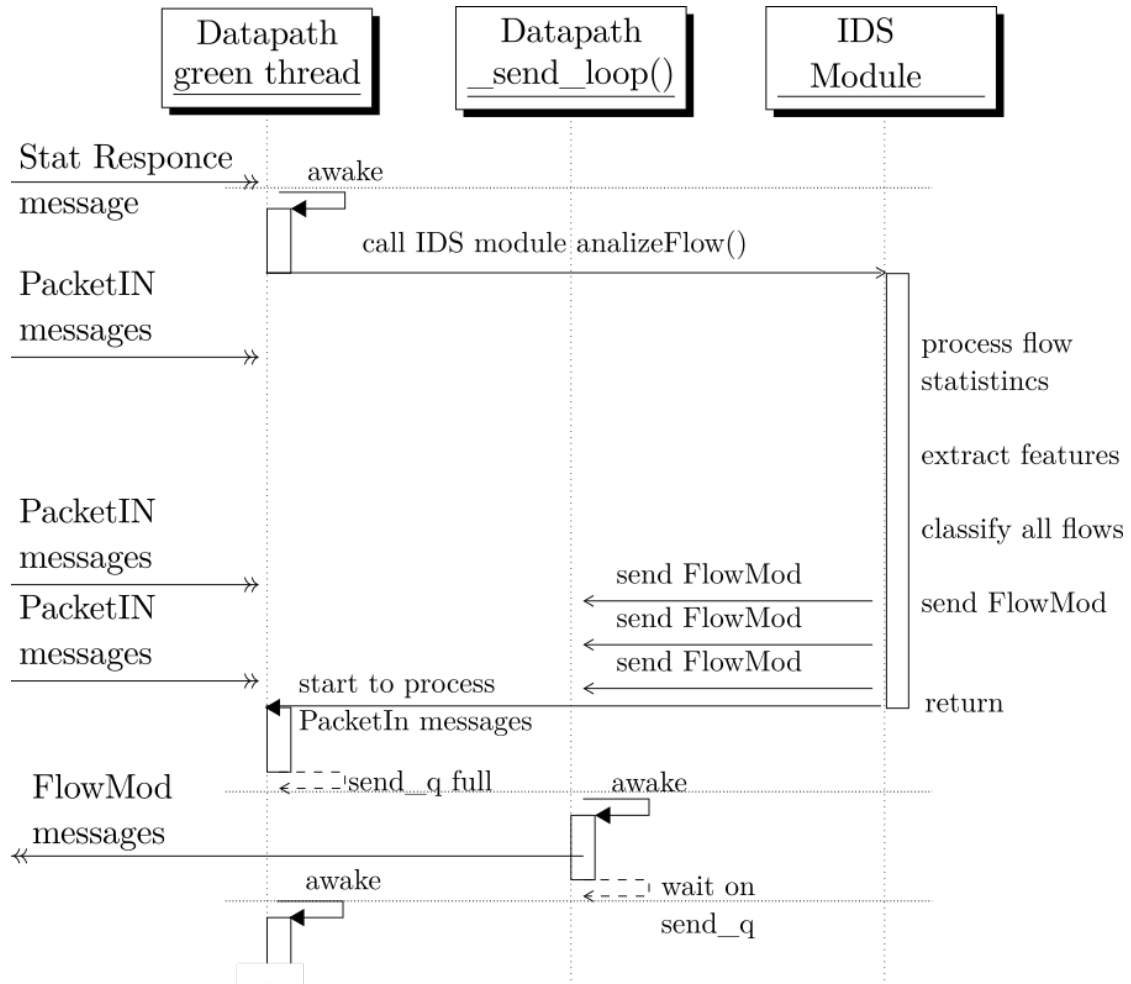 Datapath
green thread
Datapath
_send_loop()
IDS
Module
Stat Responce
message
awake
call IDS module analizeFlow()
PacketIN
messages
process flow
statistincs
extract features
PacketIN
messages
classify all flows
send FlowMod
PacketIN
messages
send FlowMod
send FlowMod
send FlowMod
start to process
PacketIn messages
return
send_q full
FlowMod
messages
awake
awake
wait on
send_q